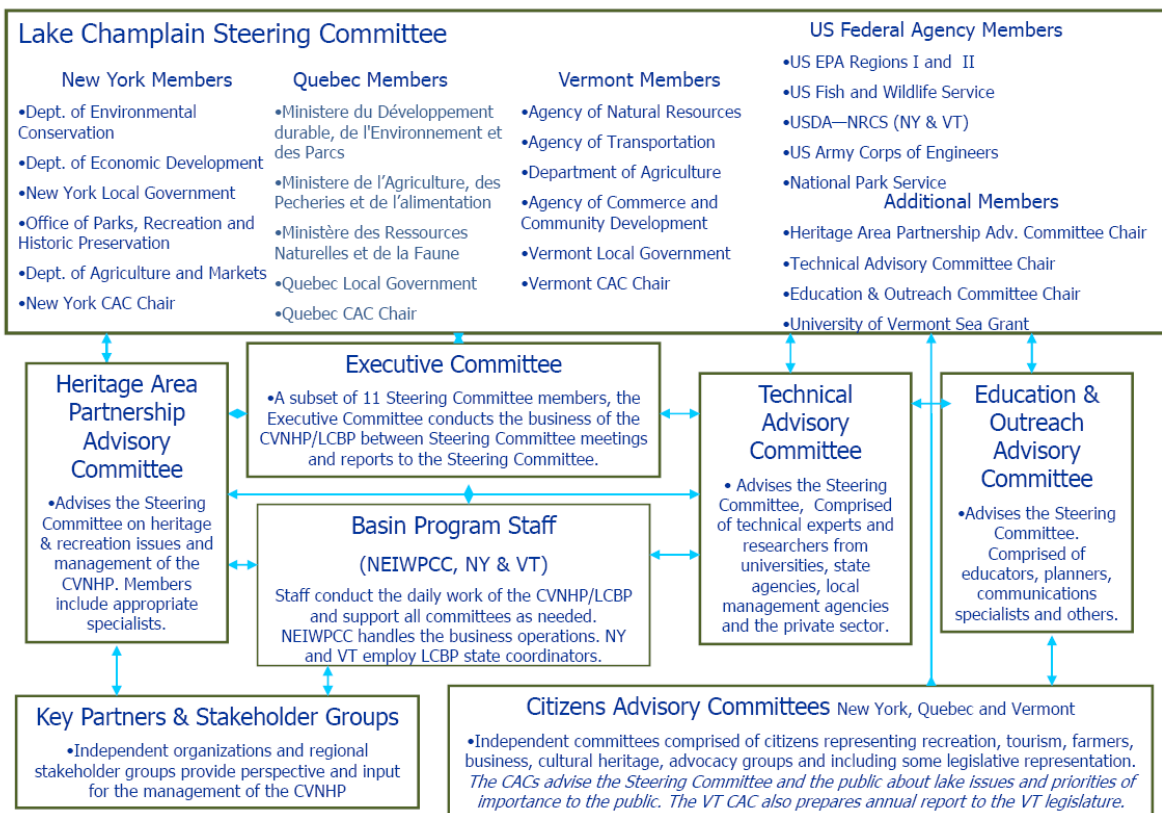 Lake Champlain Steering Committee
New York Members
•Dept. of Environmental
Conservation
•Dept. of Economic Development
•New York Local Government
•Office of Parks, Recreation and
Historic Preservation
•Dept. of Agriculture and Markets
•New York CAC Chair
Quebec Members
•Ministere du Développement
durable, de l'Environnement et
des Parcs
•Ministere de l’Agriculture, des
Pecheries et de l’alimentation
•Ministère des Ressources
Naturelles et de la Faune
•Quebec Local Government
•Quebec CAC Chair
Vermont Members
•Agency of Natural Resources
•Agency of Transportation
•Department of Agriculture
•Agency of Commerce and
Community Development
•Vermont Local Government
•Vermont CAC Chair
US Federal Agency Members
•US EPA Regions I and II
•US Fish and Wildlife Service
•USDA—NRCS (NY & VT)
•US Army Corps of Engineers
•National Park Service
Additional Members
•Heritage Area Partnership Adv. Committee Chair
•Technical Advisory Committee Chair
•Education & Outreach Committee Chair
•University of Vermont Sea Grant
Heritage Area
Partnership
Advisory
Committee
•Advises the Steering
Committee on heritage
& recreation issues and
management of the
CVNHP. Members
include appropriate
specialists.
Executive Committee
•A subset of 11 Steering Committee members, the
Executive Committee conducts the business of the
CVNHP/LCBP between Steering Committee meetings
and reports to the Steering Committee.
Basin Program Staff
(NEIWPCC, NY & VT)
Staff conduct the daily work of the CVNHP/LCBP
and support all committees as needed.
NEIWPCC handles the business operations. NY
and VT employ LCBP state coordinators.
Technical
Advisory
Committee
• Advises the Steering
Committee, Comprised
of technical experts and
researchers from
universities, state
agencies, local
management agencies
and the private sector.
Education &
Outreach
Advisory
Committee
•Advises the Steering
Committee.
Comprised of
educators, planners,
communications
specialists and others.
Key Partners & Stakeholder Groups
•Independent organizations and regional
stakeholder groups provide perspective and input
for the management of the CVNHP
Citizens Advisory Committees New York, Quebec and Vermont
•Independent committees comprised of citizens representing recreation, tourism, farmers,
business, cultural heritage, advocacy groups and including some legislative representation.
The CACs advise the Steering Committee and the public about lake issues and priorities of
importance to the public. The VT CAC also prepares annual report to the VT legislature.